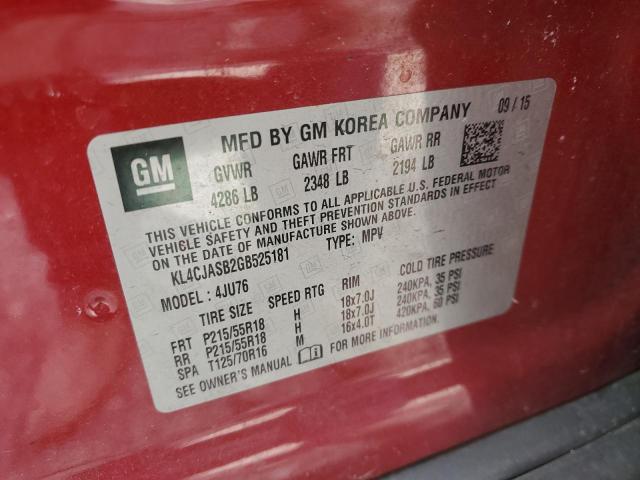 GM
MFD BY GM KOREA COMPANY 09 / 15
GVWR GAWR FRT GAWR RR
4286 LB 2348 LB 2194 LB
THIS VEHICLE CONFORMS TO ALL APPLICABLE U.S. FEDERAL MOTOR
VEHICLE SAFETY AND THEFT PREVENTION STANDARDS IN EFFECT
ON THE DATE OF MANUFACTURE SHOWN ABOVE.
KL4CJASB2GB525181 TYPE: MPV
MODEL : 4JU76
TIRE SIZE SPEED RTG RIM COLD TIRE PRESSURE
FRT P215/55R18 H 18x7.0J 240KPA, 35 PSI
RR P215/55R18 H 18x7.0J 240KPA, 35 PSI
SPA T125/70R16 M 16x4.0T 420KPA, 60 PSI
SEE OWNER'S MANUAL FOR MORE INFORMATION.